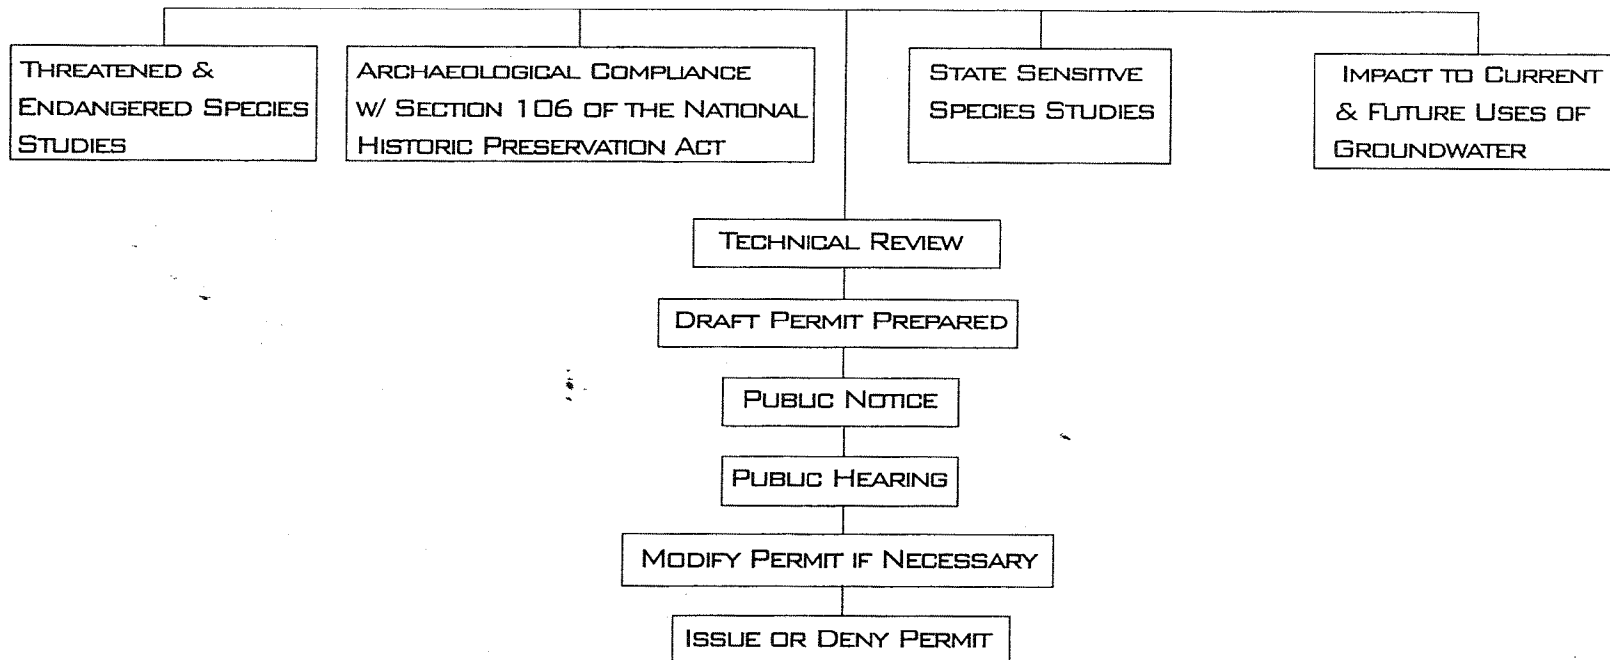 THREATENED &
ENDANGERED SPECIES
STUDIES
ARCHAEOLOGICAL COMPLIANCE
W/ SECTION 106 OF THE NATIONAL
HISTORIC PRESERVATION ACT
STATE SENSITIVE
SPECIES STUDIES
IMPACT TO CURRENT
& FUTURE USES OF
GROUNDWATER
TECHNICAL REVIEW
DRAFT PERMIT PREPARED
PUBLIC NOTICE
PUBLIC HEARING
MODIFY PERMIT IF NECESSARY
ISSUE OR DENY PERMIT